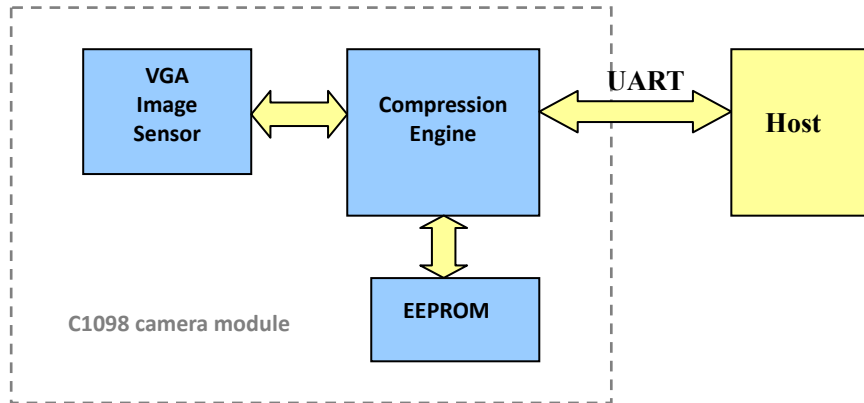 VGA
Image
Sensor
Compression
Engine
UART
Host
EEPROM
C1098 camera module